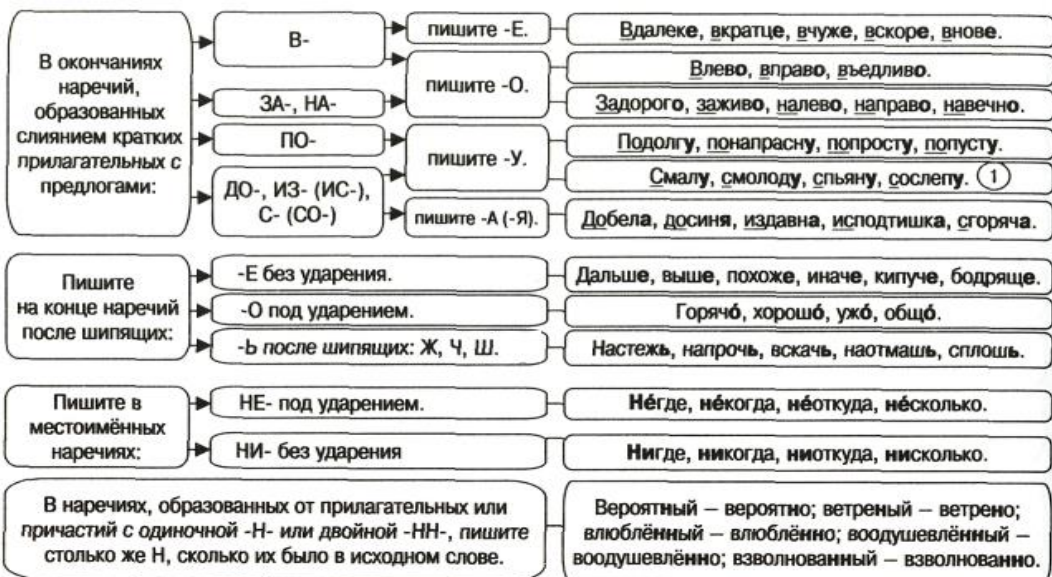 В окончаниях
наречий,
образованных
слиянием кратких
прилагательных с
предлогами:
В-
пишите -Е.
Вдалеке, вкратце, вчуже, вскоре, внове.
пишите -О.
Влево, вправо, въедливо.
ЗА-, НА-
Задорого, заживо, налево, направо, навечно.
ПО-
пишите -У.
Подолгу, понапрасну, попросту, попусту.
ДО-, ИЗ- (ИС-),
С- (СО-)
Смалу, смолоду, спьяну, сослепу. 1
пишите -А (-Я).
Добела, досиня, издавна, исподтишка, сгоряча.
Пишите
на конце наречий
после шипящих:
-Е без ударения.
Дальше, выше, похоже, иначе, кипуче, бодряще.
-О под ударением.
Горячо́, хорошо́, ужо́, общо́.
-Ь после шипящих: Ж, Ч, Ш.
Настежь, напрочь, вскачь, наотмашь, сплошь.
Пишите в
местоимённых
наречиях:
НЕ- под ударением.
Не́где, не́когда, не́откуда, не́сколько.
НИ- без ударения
Нигде, никогда, ниоткуда, нисколько.
В наречиях, образованных от прилагательных или
причастий с одиночной -Н- или двойной -НН-, пишите
столько же Н, сколько их было в исходном слове.
Вероятный – вероятно; ветреный – ветрено;
влюблённый – влюблённо; воодушевлённый –
воодушевлённо; взволнованный – взволнованно.